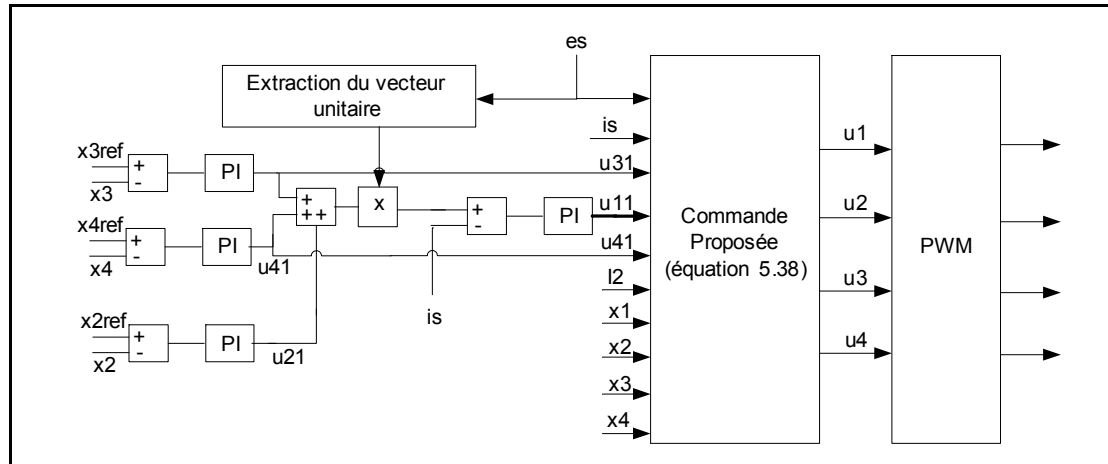 es
Extraction du vecteur
unitaire
is
x3ref
+
-
x3
PI
u31
+
++
x
+
-
PI
u11
x4ref
+
-
x4
PI
u41
u41
is
x2ref
+
-
x2
PI
u21
I2
x1
x2
x3
x4
Commande
Proposée
(équation 5.38)
u1
u2
u3
u4
PWM